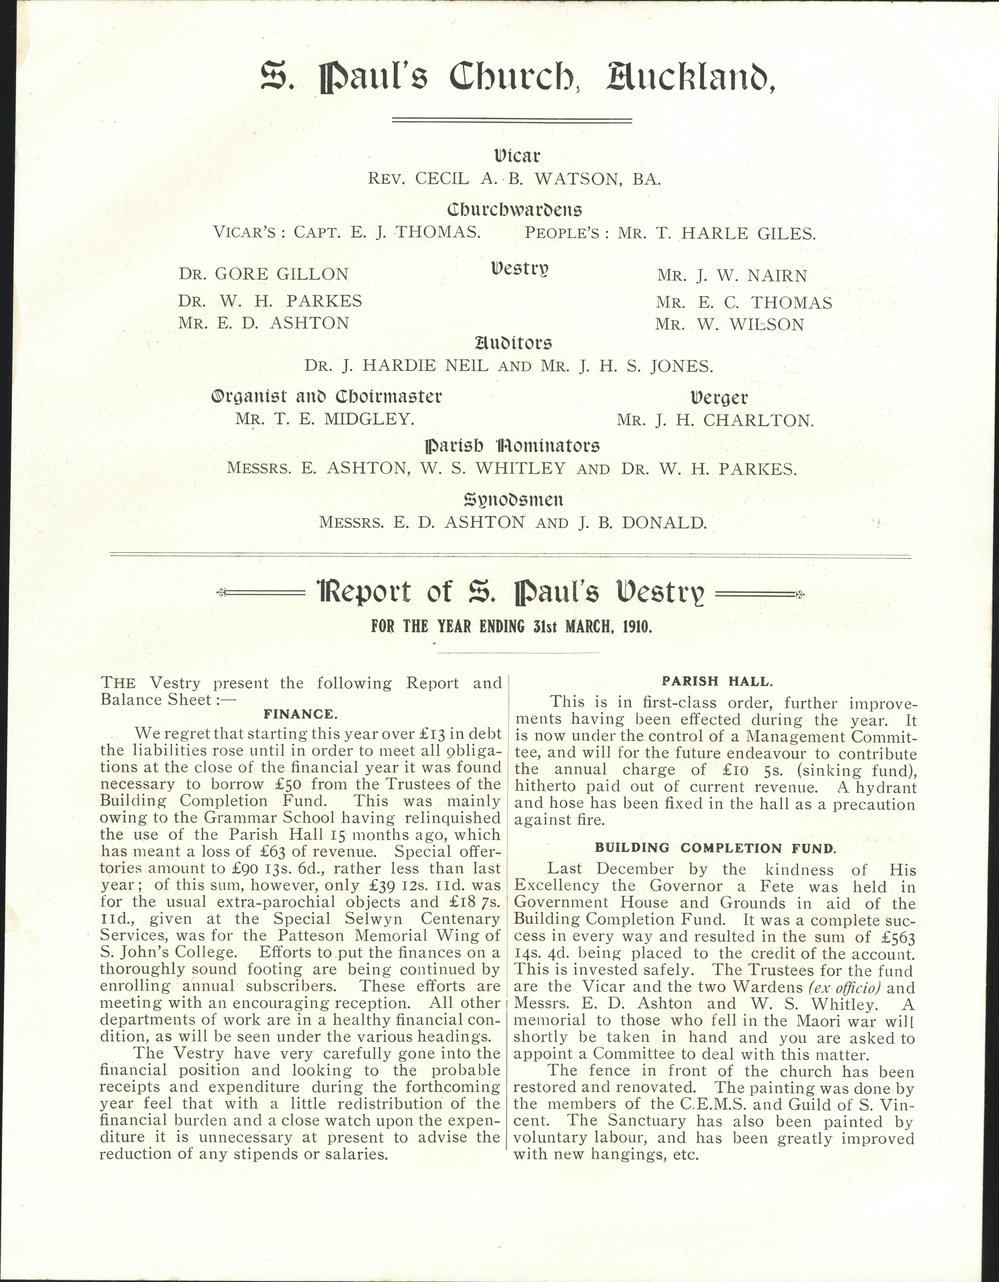 S. Paul's Church, Auckland,
Vicar
REV. CECIL A. B. WATSON, BA.
Churchwardens
VICAR'S : CAPT. E. J. THOMAS. PEOPLE'S : MR. T. HARLE GILES.
Vestry
DR. GORE GILLON MR. J. W. NAIRN
DR. W. H. PARKES MR. E. C. THOMAS
MR. E. D. ASHTON MR. W. WILSON
Auditors
DR. J. HARDIE NEIL AND MR. J. H. S. JONES.
Organist and Choirmaster Verger
MR. T. E. MIDGLEY. MR. J. H. CHARLTON.
Parish Nominators
MESSRS. E. ASHTON, W. S. WHITLEY AND DR. W. H. PARKES.
Synodsmen
MESSRS. E. D. ASHTON AND J. B. DONALD.
Report of S. Paul's Vestry
FOR THE YEAR ENDING 31st MARCH, 1910.
THE Vestry present the following Report and
Balance Sheet :—
FINANCE.
We regret that starting this year over £13 in debt
the liabilities rose until in order to meet all obliga-
tions at the close of the financial year it was found
necessary to borrow £50 from the Trustees of the
Building Completion Fund. This was mainly
owing to the Grammar School having relinquished
the use of the Parish Hall 15 months ago, which
has meant a loss of £63 of revenue. Special offer-
tories amount to £90 13s. 6d., rather less than last
year; of this sum, however, only £39 12s. 11d. was
for the usual extra-parochial objects and £18 7s.
11d., given at the Special Selwyn Centenary
Services, was for the Patteson Memorial Wing of
S. John's College. Efforts to put the finances on a
thoroughly sound footing are being continued by
enrolling annual subscribers. These efforts are
meeting with an encouraging reception. All other
departments of work are in a healthy financial con-
dition, as will be seen under the various headings.
The Vestry have very carefully gone into the
financial position and looking to the probable
receipts and expenditure during the forthcoming
year feel that with a little redistribution of the
financial burden and a close watch upon the expen-
diture it is unnecessary at present to advise the
reduction of any stipends or salaries.
PARISH HALL.
This is in first-class order, further improve-
ments having been effected during the year. It
is now under the control of a Management Commit-
tee, and will for the future endeavour to contribute
the annual charge of £10 5s. (sinking fund),
hitherto paid out of current revenue. A hydrant
and hose has been fixed in the hall as a precaution
against fire.
BUILDING COMPLETION FUND.
Last December by the kindness of His
Excellency the Governor a Fete was held in
Government House and Grounds in aid of the
Building Completion Fund. It was a complete suc-
cess in every way and resulted in the sum of £563
14s. 4d. being placed to the credit of the account.
This is invested safely. The Trustees for the fund
are the Vicar and the two Wardens (ex officio) and
Messrs. E. D. Ashton and W. S. Whitley. A
memorial to those who fell in the Maori war will
shortly be taken in hand and you are asked to
appoint a Committee to deal with this matter.
The fence in front of the church has been
restored and renovated. The painting was done by
the members of the C.E.M.S. and Guild of S. Vin-
cent. The Sanctuary has also been painted by
voluntary labour, and has been greatly improved
with new hangings, etc.